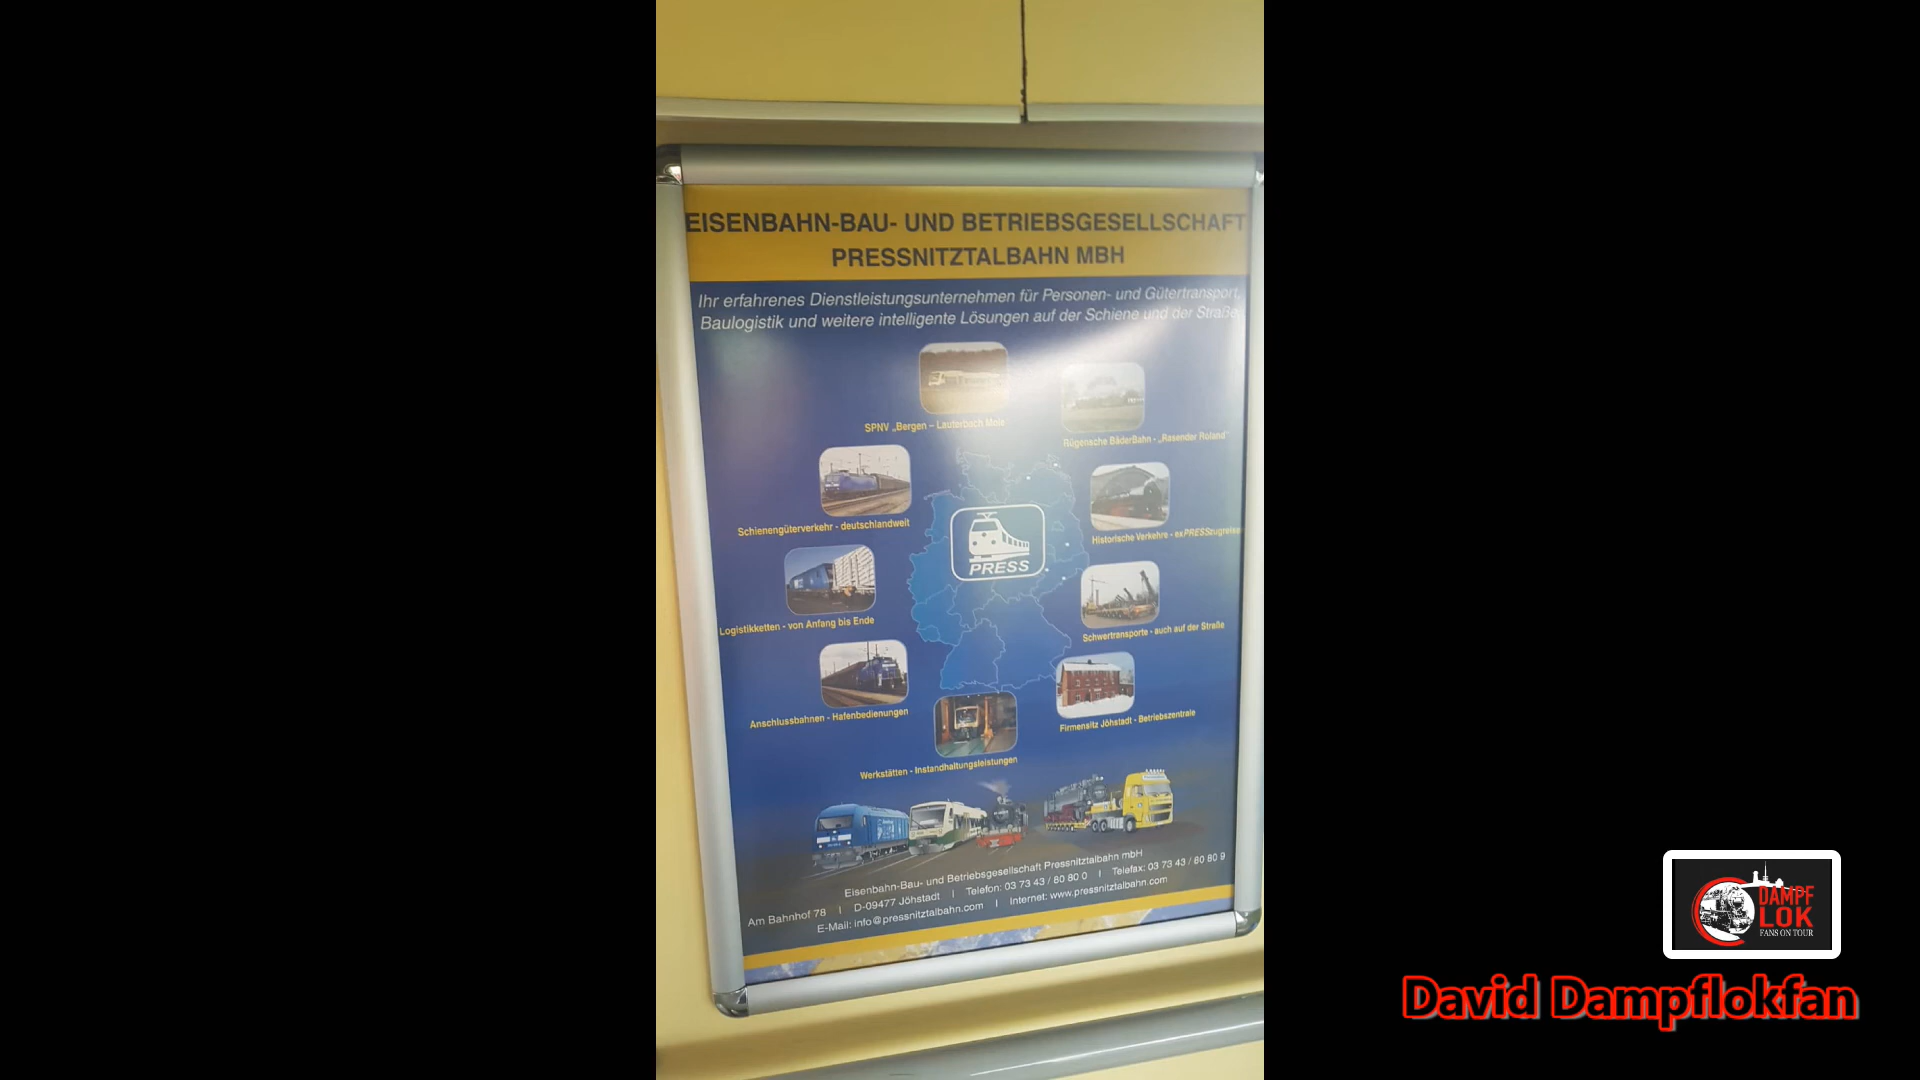 EISENBAHN-BAU- UND BETRIEBSGESELLSCHAFT
PRESSNITZTALBAHN MBH
Ihr erfahrenes Dienstleistungsunternehmen für Personen- und Gütertransport,
Baulogistik und weitere intelligente Lösungen auf der Schiene und der Straße
SPNV „Bergen – Lauterbach Mole“
Rügensche BäderBahn - „Rasender Roland“
Schienengüterverkehr - deutschlandweit
Historische Verkehre - exPRESSzugreisen
PRESS
Logistikketten - von Anfang bis Ende
Schwertransporte - auch auf der Straße
Anschlussbahnen - Hafenbedienungen
Firmensitz Jöhstadt - Betriebszentrale
Werkstätten - Instandhaltungsleistungen
Eisenbahn-Bau- und Betriebsgesellschaft Pressnitztalbahn mbH
Am Bahnhof 78 I D-09477 Jöhstadt I Telefon: 03 73 43 / 80 80 0 I Telefax: 03 73 43 / 80 80 9
E-Mail: info@pressnitztalbahn.com I Internet: www.pressnitztalbahn.com
DAMPF
LOK
FANS ON TOUR
David Dampflokfan